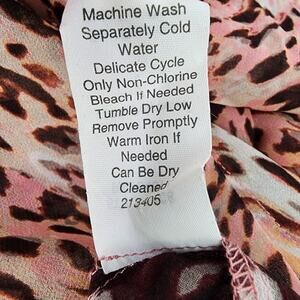 Machine Wash
Separately Cold
Water
Delicate Cycle
Only Non-Chlorine
Bleach If Needed
Tumble Dry Low
Remove Promptly
Warm Iron If
Needed
Can Be Dry
Cleaned
213405